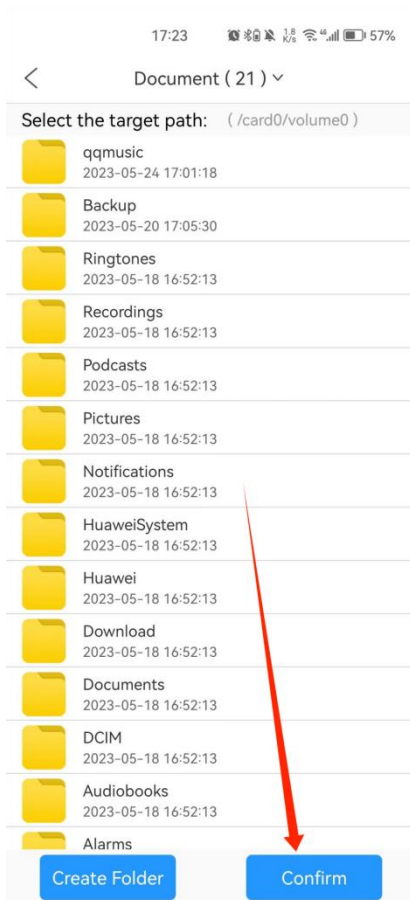 17:23 1.8 K/s 46 57%
Document ( 21 )
Select the target path: ( /card0/volume0 )
qqmusic
2023-05-24 17:01:18
Backup
2023-05-20 17:05:30
Ringtones
2023-05-18 16:52:13
Recordings
2023-05-18 16:52:13
Podcasts
2023-05-18 16:52:13
Pictures
2023-05-18 16:52:13
Notifications
2023-05-18 16:52:13
HuaweiSystem
2023-05-18 16:52:13
Huawei
2023-05-18 16:52:13
Download
2023-05-18 16:52:13
Documents
2023-05-18 16:52:13
DCIM
2023-05-18 16:52:13
Audiobooks
2023-05-18 16:52:13
Alarms
Create Folder Confirm